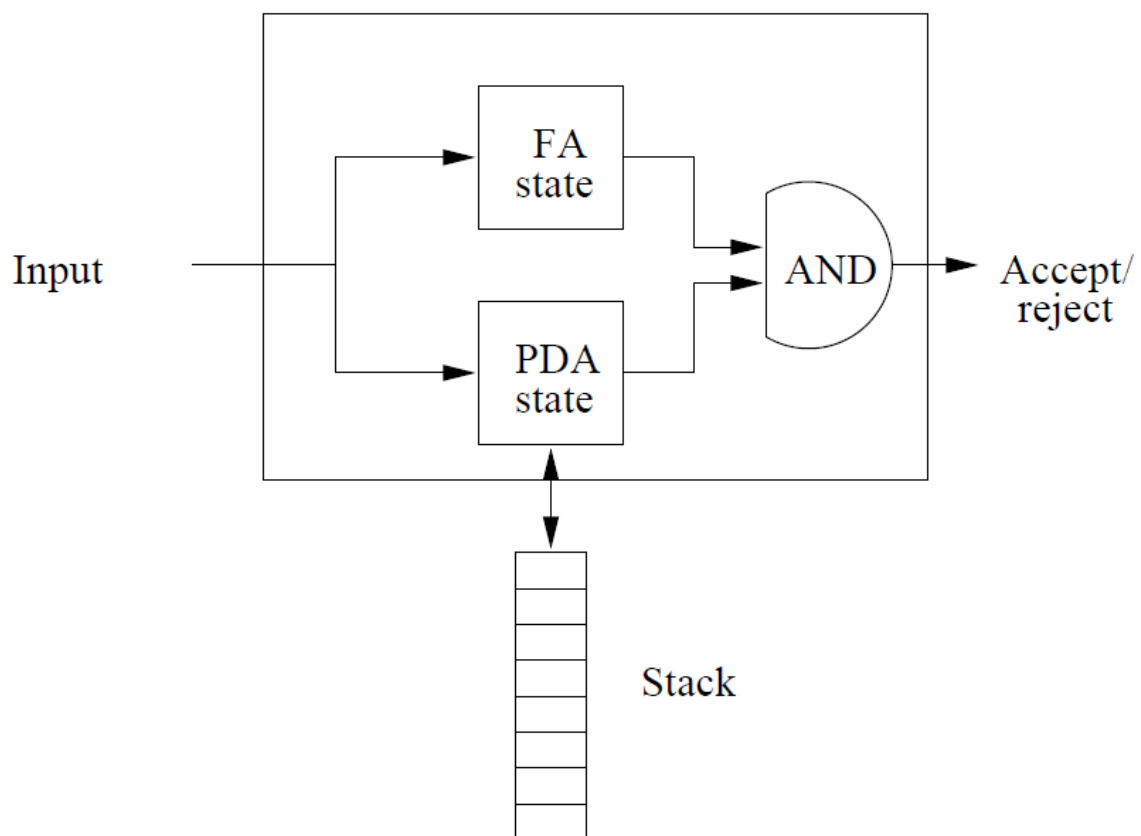 FA
state
Input
AND
Accept/
reject
PDA
state
Stack